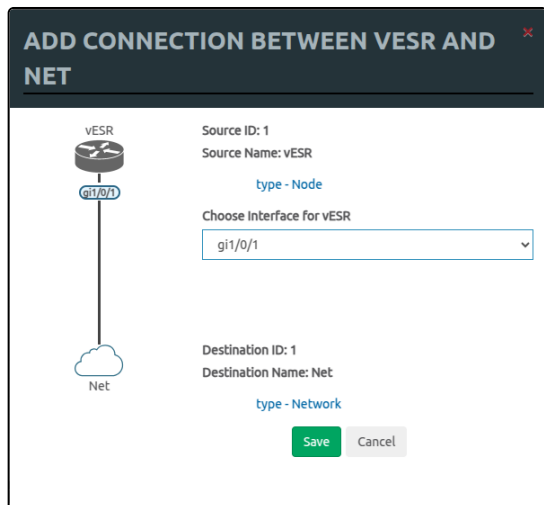 ADD CONNECTION BETWEEN VESR AND
NET
×
vESR
gi1/0/1
Source ID: 1
Source Name: vESR
type - Node
Choose Interface for vESR
gi1/0/1
Net
Destination ID: 1
Destination Name: Net
type - Network
Save
Cancel